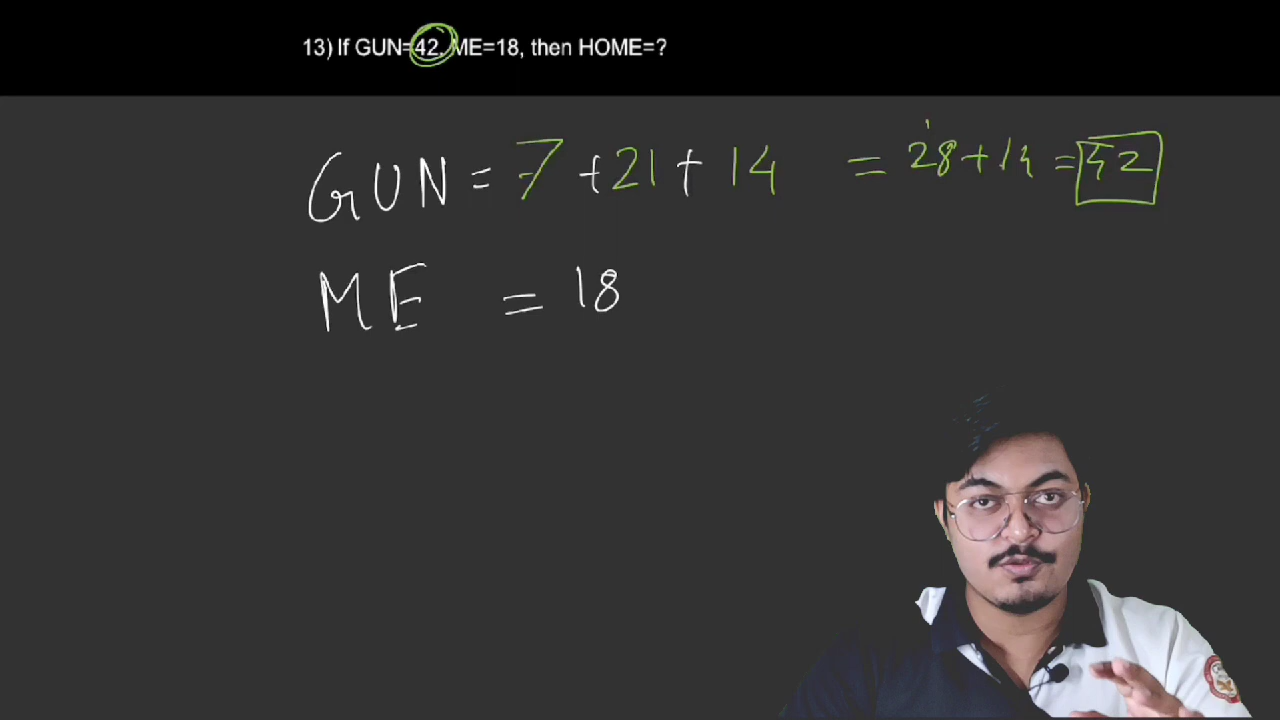 13) If GUN=42, ME=18, then HOME=?
GUN = 7 + 21 + 14 = 28 + 14 = 42
ME = 18